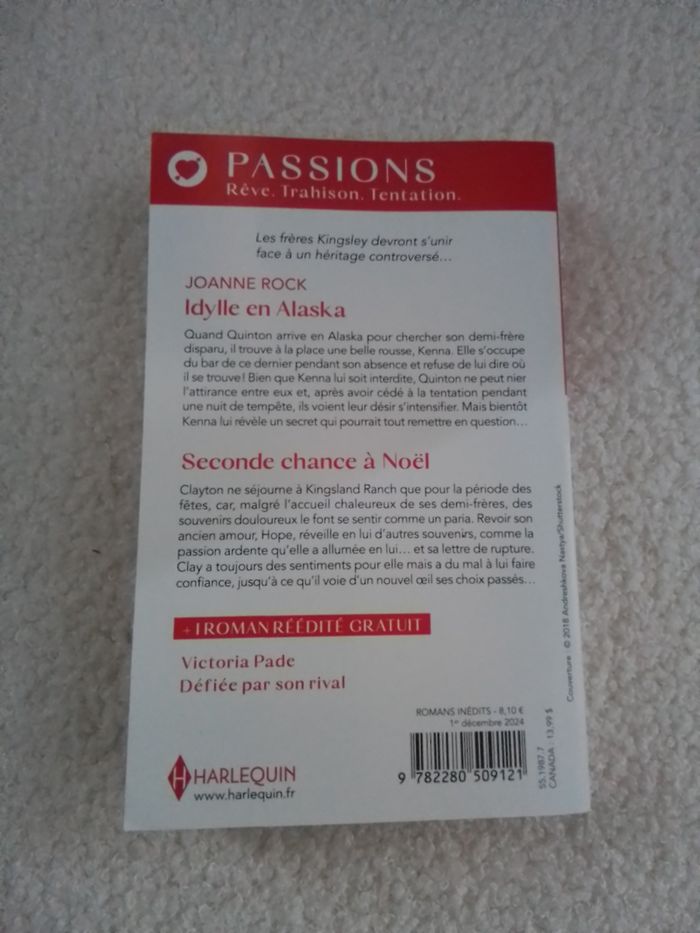 PASSIONS
Rêve. Trahison. Tentation.
Les frères Kingsley devront s'unir
face à un héritage controversé...
JOANNE ROCK
Idylle en Alaska
Quand Quinton arrive en Alaska pour chercher son demi-frère
disparu, il trouve à la place une belle rousse, Kenna. Elle s'occupe
du bar de ce dernier pendant son absence et refuse de lui dire où
il se trouve ! Bien que Kenna lui soit interdite, Quinton ne peut nier
l'attirance entre eux et, après avoir cédé à la tentation pendant
une nuit de tempête, ils voient leur désir s'intensifier. Mais bientôt
Kenna lui révèle un secret qui pourrait tout remettre en question...
Seconde chance à Noël
Clayton ne séjourne à Kingsland Ranch que pour la période des
fêtes, car, malgré l'accueil chaleureux de ses demi-frères, des
souvenirs douloureux le font se sentir comme un paria. Revoir son
ancien amour, Hope, réveille en lui d'autres souvenirs, comme la
passion ardente qu'elle a allumée en lui... et sa lettre de rupture.
Clay a toujours des sentiments pour elle mais a du mal à lui faire
confiance, jusqu'à ce qu'il voie d'un nouvel œil ses choix passés...
+ 1 ROMAN RÉÉDITÉ GRATUIT
Victoria Pade
Défiée par son rival
ROMANS INÉDITS - 8,10 €
1er décembre 2024
9 782280 509121
55.1987.7
CANADA : 13,99 $
Couverture : © 2018 Andreshkova Nastya/Shutterstock
H HARLEQUIN
www.harlequin.fr